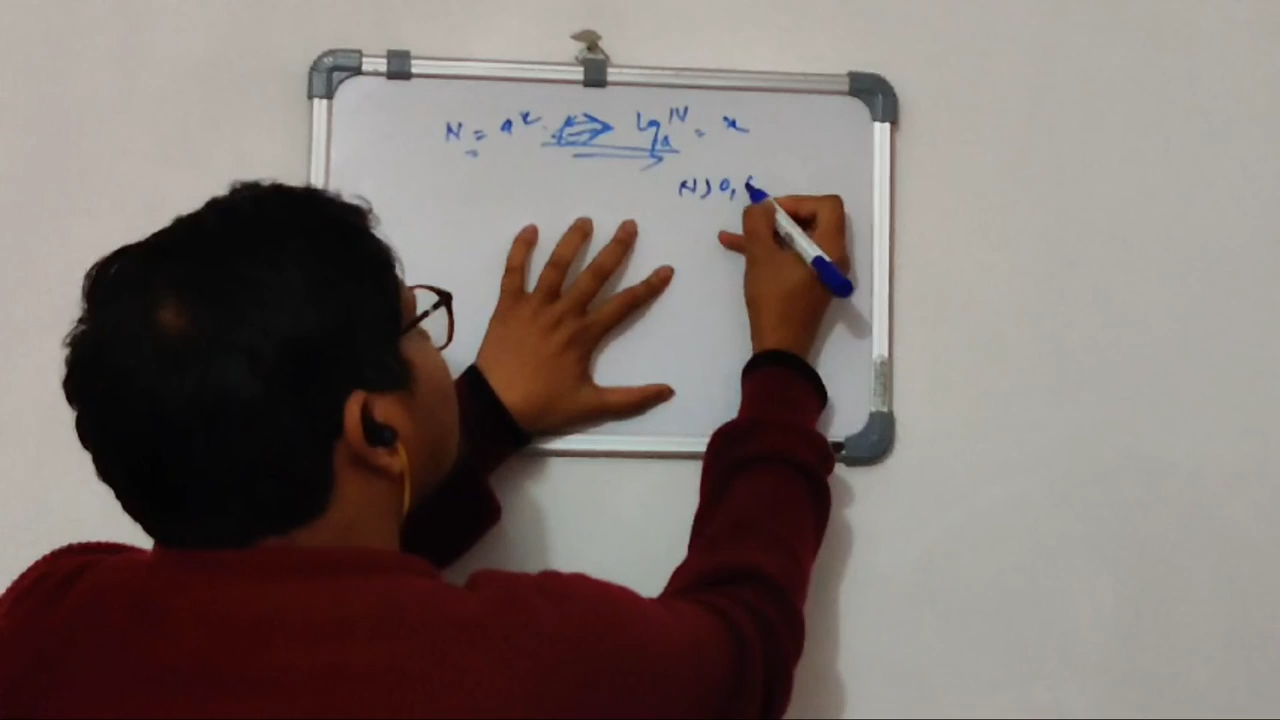 N = a^x ⟺ log_a N = x
N > 0,